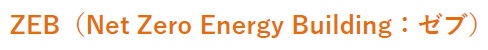 ZEB（Net Zero Energy Building：ゼブ）